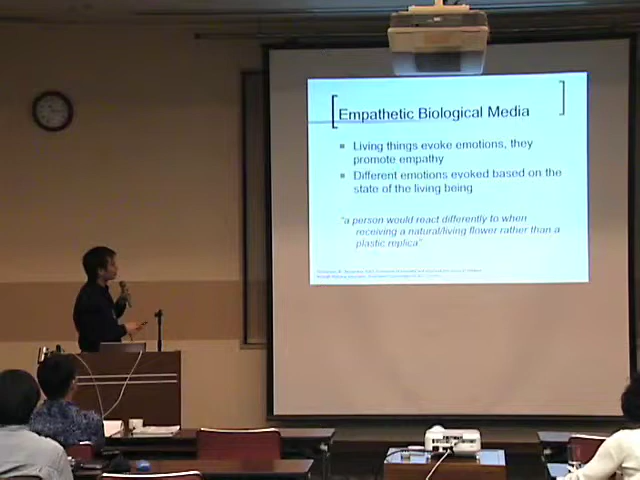 Empathetic Biological Media
Living things evoke emotions, they
promote empathy
Different emotions evoked based on the
state of the living being
"a person would react differently to when
receiving a natural/living flower rather than a
plastic replica"